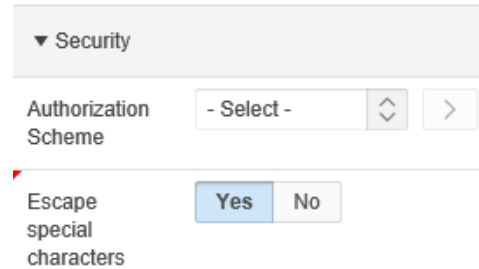 ▼ Security
Authorization - Select -
Scheme
Escape Yes No
special
characters